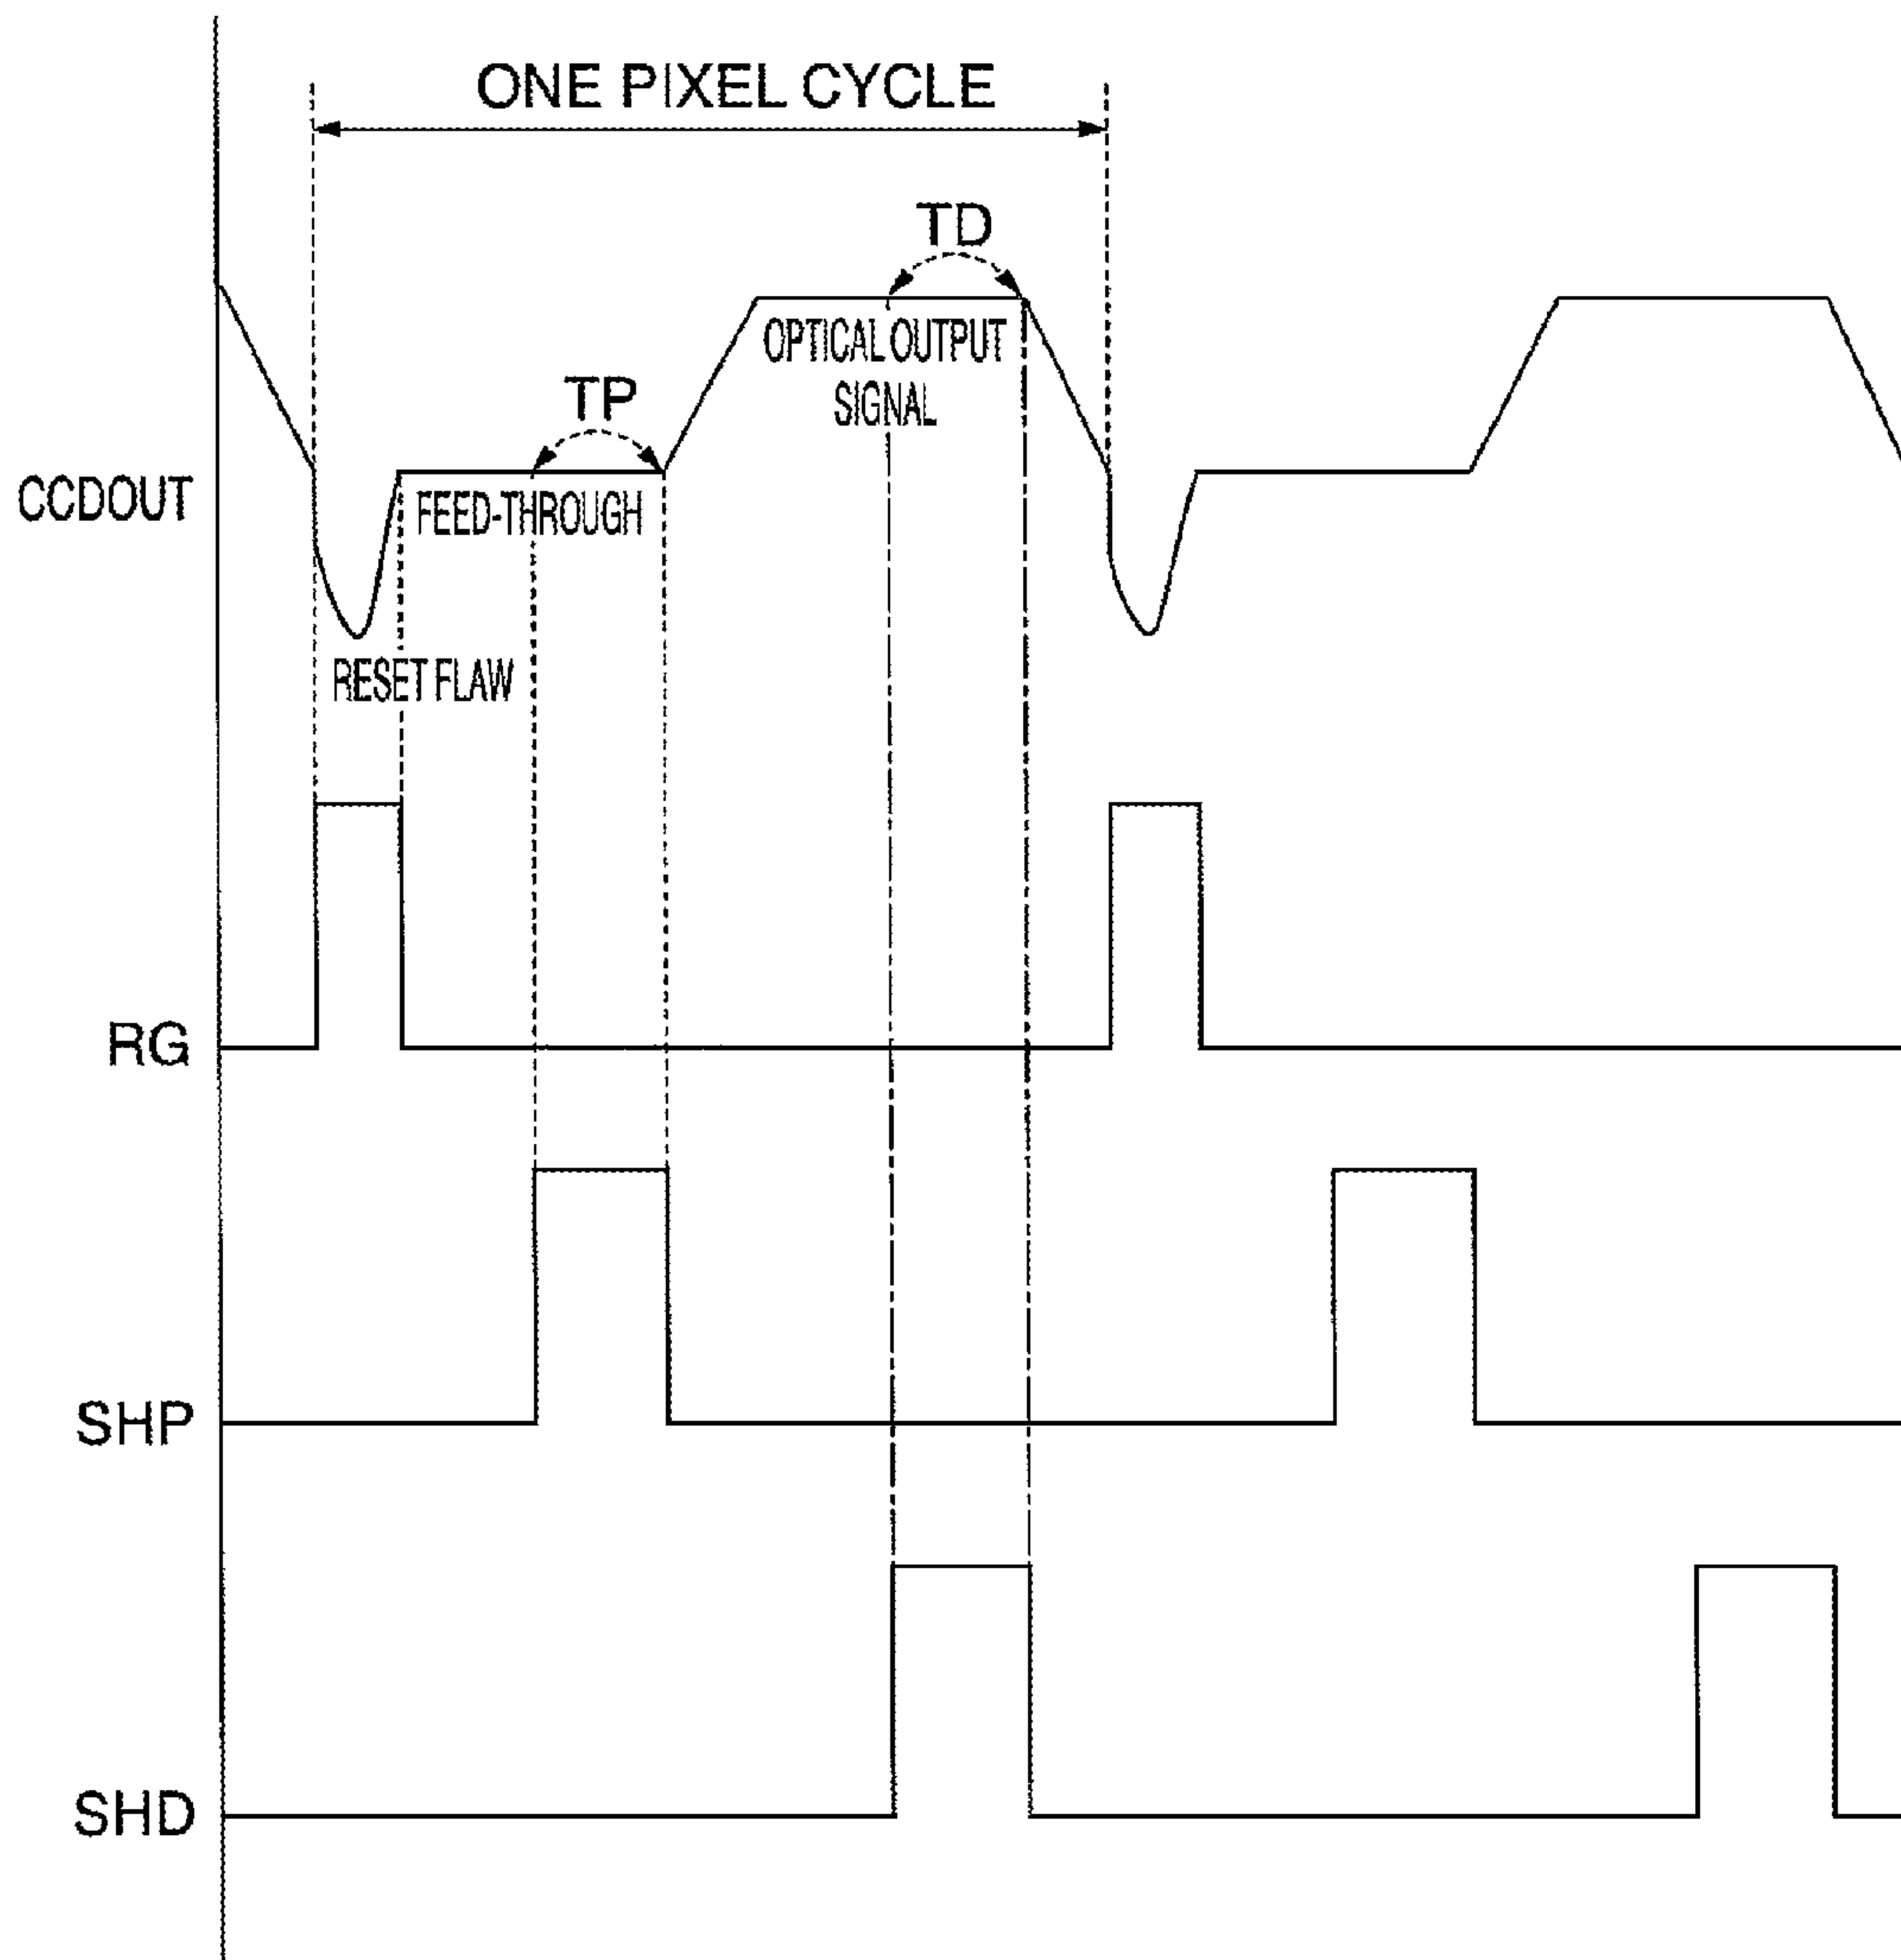 ONE PIXEL CYCLE
TD
OPTICAL OUTPUT
SIGNAL
TP
CCDOUT
FEED-THROUGH
RESET FLAW
RG
SHP
SHD